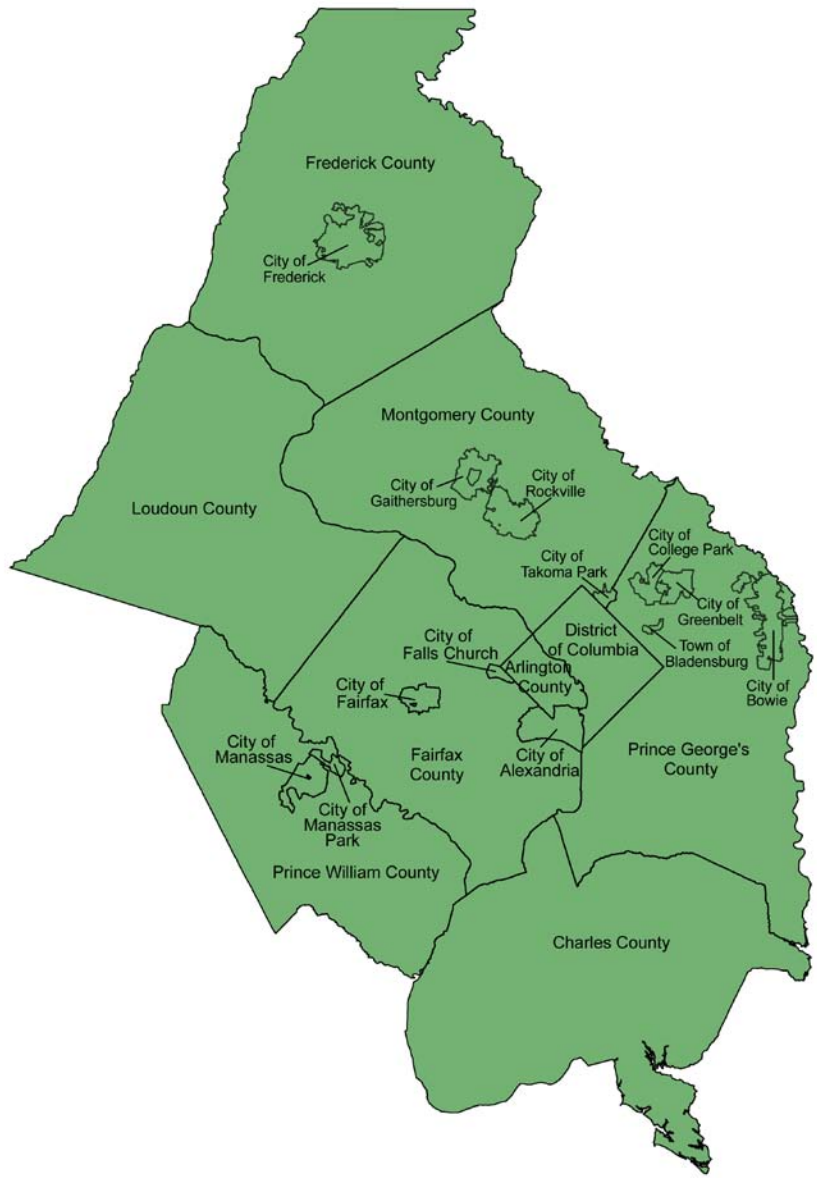 Frederick County
City of
Frederick
Montgomery County
City of
Gaithersburg
City of
Rockville
Loudoun County
City of
College Park
City of
Takoma Park
City of
Greenbelt
District
of Columbia
Town of
Bladensburg
City of
Falls Church
Arlington
County
City of
Bowie
City of
Fairfax
City of
Manassas
Fairfax
County
City of
Alexandria
Prince George's
County
City of
Manassas
Park
Prince William County
Charles County